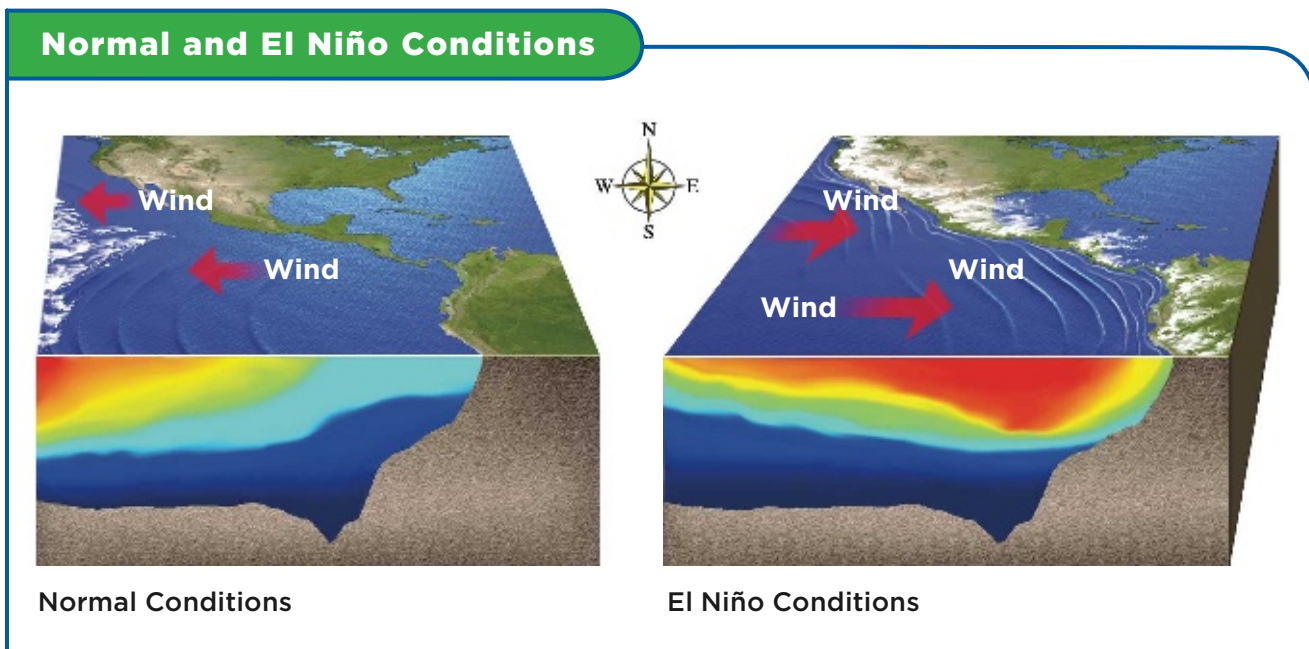 Normal and El Niño Conditions
N
W E
S
Wind
Wind
Wind
Wind
Wind
Normal Conditions
El Niño Conditions